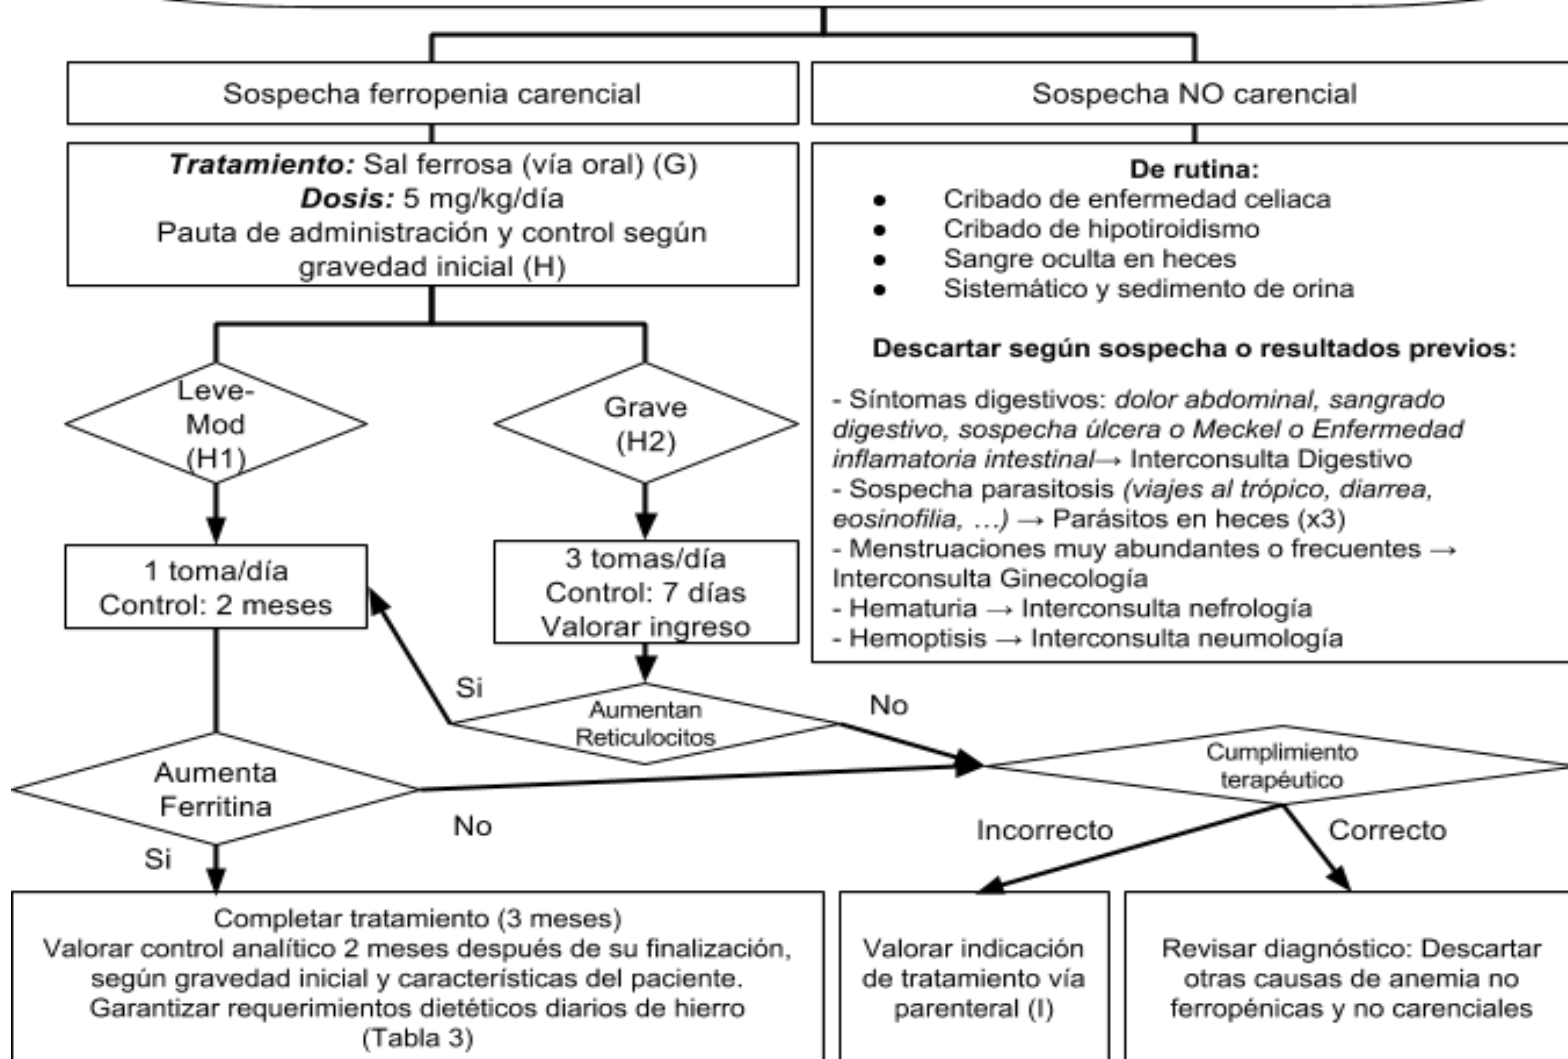 Sospecha ferropenia carencial
Sospecha NO carencial
Tratamiento: Sal ferrosa (vía oral) (G)
Dosis: 5 mg/kg/día
Pauta de administración y control según
gravedad inicial (H)
De rutina:
● Cribado de enfermedad celiaca
● Cribado de hipotiroidismo
● Sangre oculta en heces
● Sistemático y sedimento de orina
Descartar según sospecha o resultados previos:
- Síntomas digestivos: dolor abdominal, sangrado
digestivo, sospecha úlcera o Meckel o Enfermedad
inflamatoria intestinal→ Interconsulta Digestivo
- Sospecha parasitosis (viajes al trópico, diarrea,
eosinofilia, ...) → Parásitos en heces (x3)
- Menstruaciones muy abundantes o frecuentes →
Interconsulta Ginecología
- Hematuria → Interconsulta nefrología
- Hemoptisis → Interconsulta neumología
Leve-
Mod
(H1)
Grave
(H2)
1 toma/día
Control: 2 meses
3 tomas/día
Control: 7 días
Valorar ingreso
Si
Aumentan
Reticulocitos
No
Aumenta
Ferritina
No
Si
Cumplimiento
terapéutico
Incorrecto
Correcto
Completar tratamiento (3 meses)
Valorar control analítico 2 meses después de su finalización,
según gravedad inicial y características del paciente.
Garantizar requerimientos dietéticos diarios de hierro
(Tabla 3)
Valorar indicación
de tratamiento vía
parenteral (I)
Revisar diagnóstico: Descartar
otras causas de anemia no
ferropénicas y no carenciales